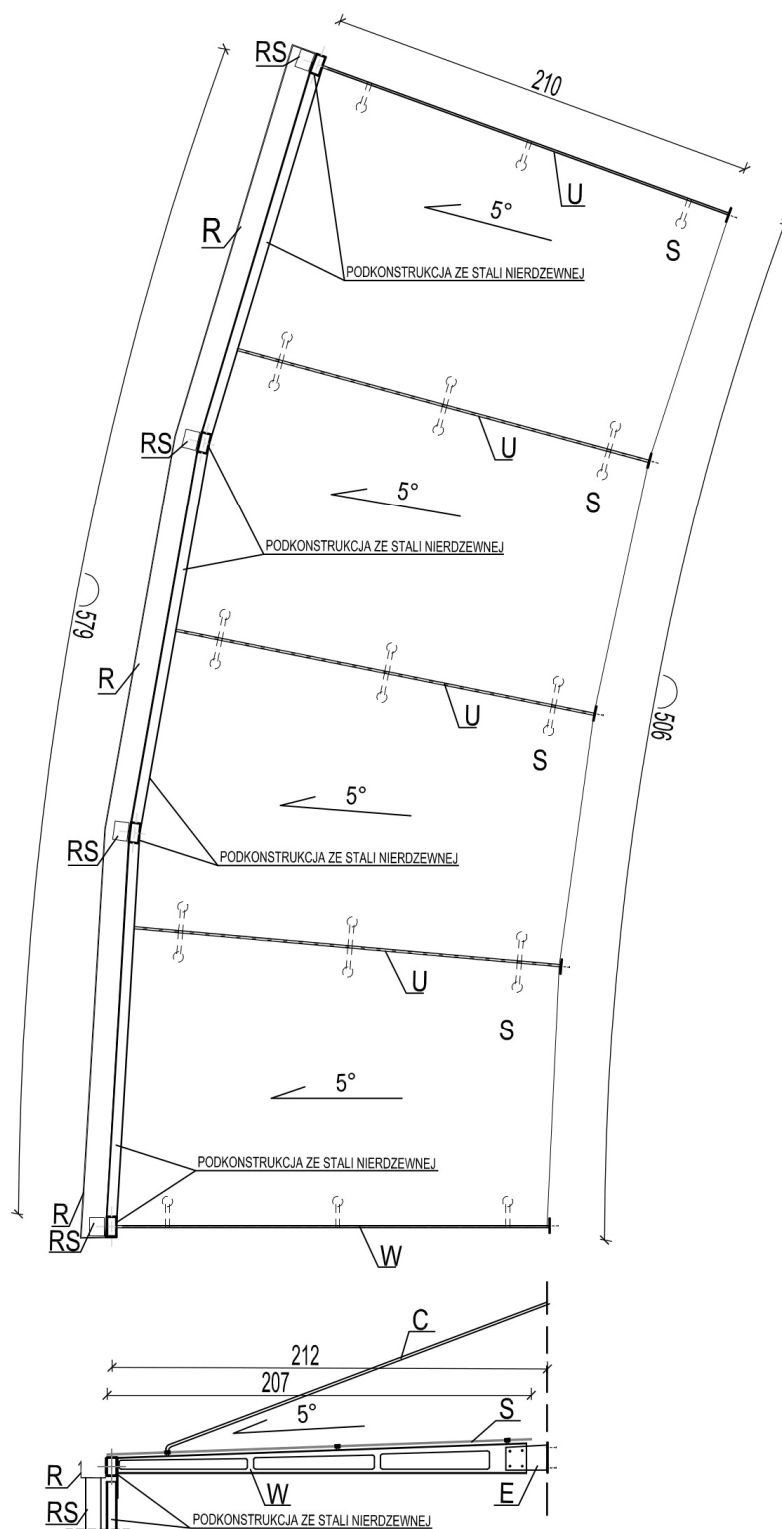 RS
210
U
5°
R
S
PODKONSTRUKCJA ZE STALI NIERDZEWNEJ
RS
U
5°
S
PODKONSTRUKCJA ZE STALI NIERDZEWNEJ
579
R
U
506
S
5°
RS
PODKONSTRUKCJA ZE STALI NIERDZEWNEJ
U
S
5°
PODKONSTRUKCJA ZE STALI NIERDZEWNEJ
R
RS
W
C
212
207
5°
S
R
W
E
RS
PODKONSTRUKCJA ZE STALI NIERDZEWNEJ